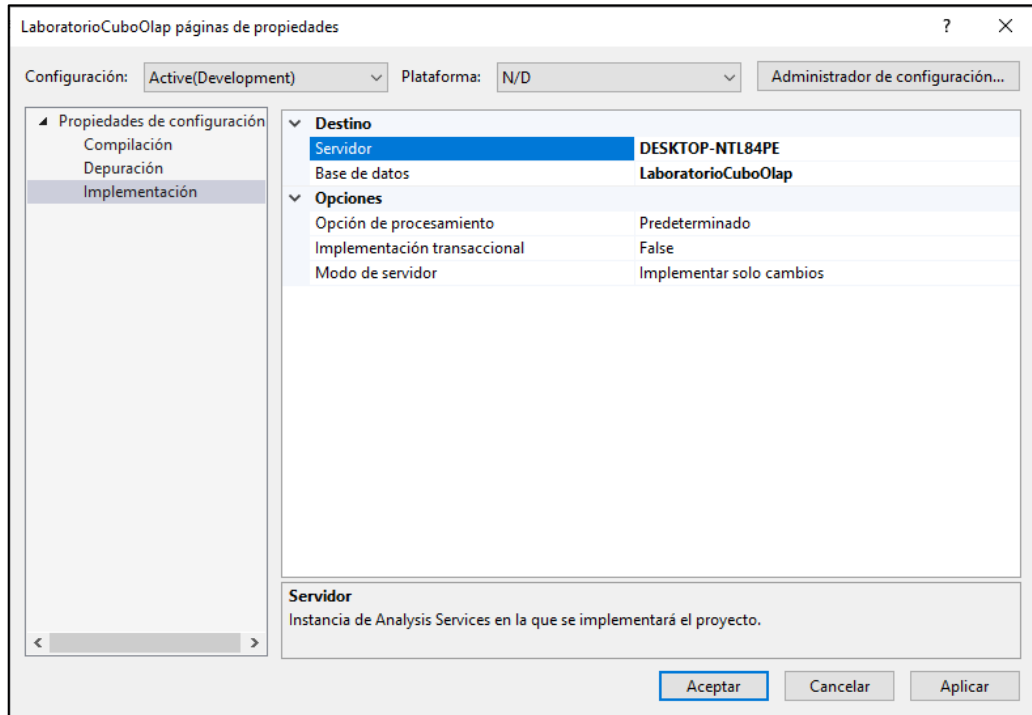 LaboratorioCuboOlap páginas de propiedades ?
Configuración: Active(Development) Plataforma: N/D Administrador de configuración...
Propiedades de configuración
Compilación
Depuración
Implementación
Destino
Servidor DESKTOP-NTL84PE
Base de datos LaboratorioCuboOlap
Opciones
Opción de procesamiento Predeterminado
Implementación transaccional False
Modo de servidor Implementar solo cambios
Servidor
Instancia de Analysis Services en la que se implementará el proyecto.
Aceptar Cancelar Aplicar